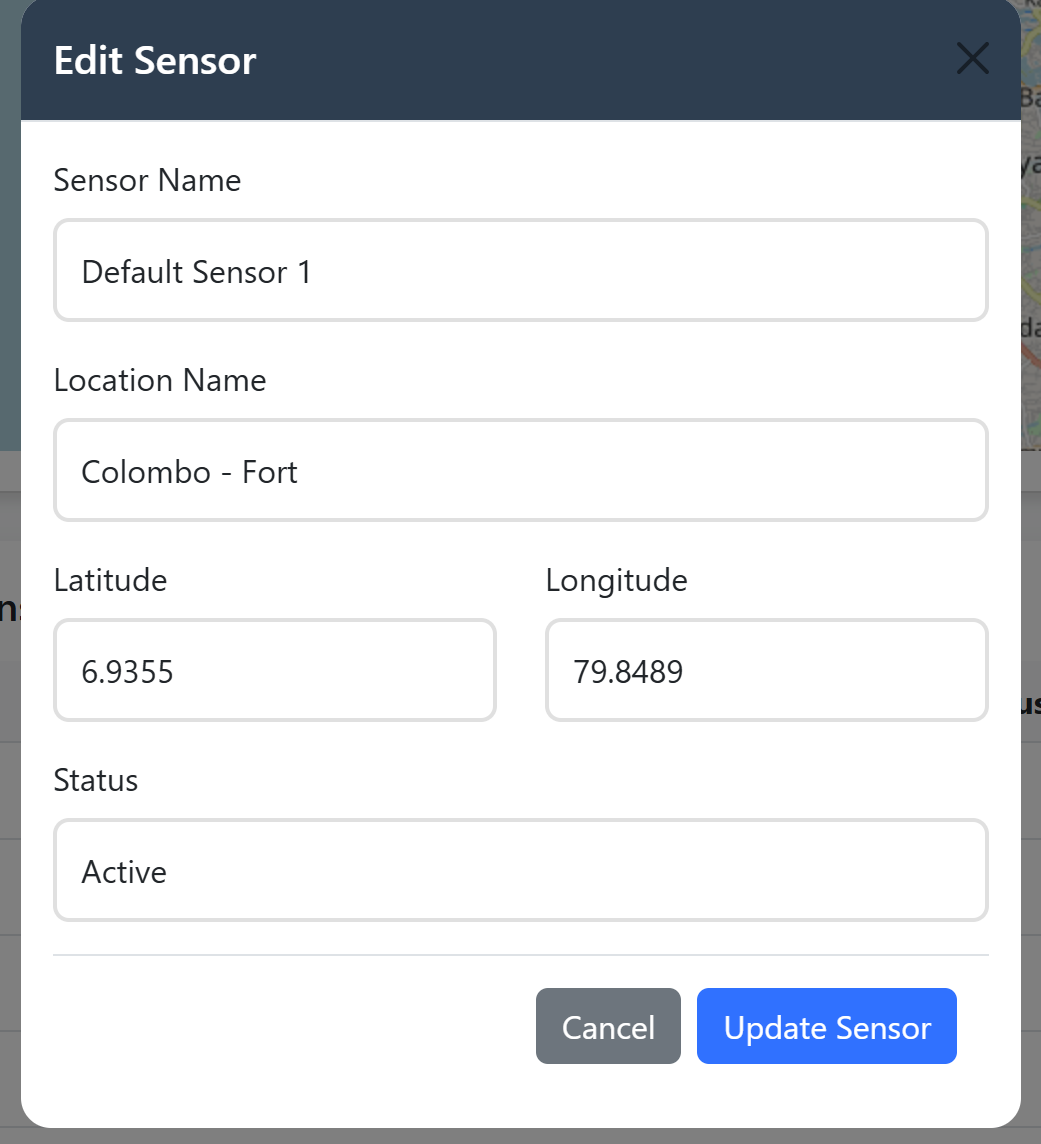 Edit Sensor
Sensor Name
Default Sensor 1
Location Name
Colombo - Fort
Latitude Longitude
6.9355 79.8489
Status
Active
Cancel Update Sensor